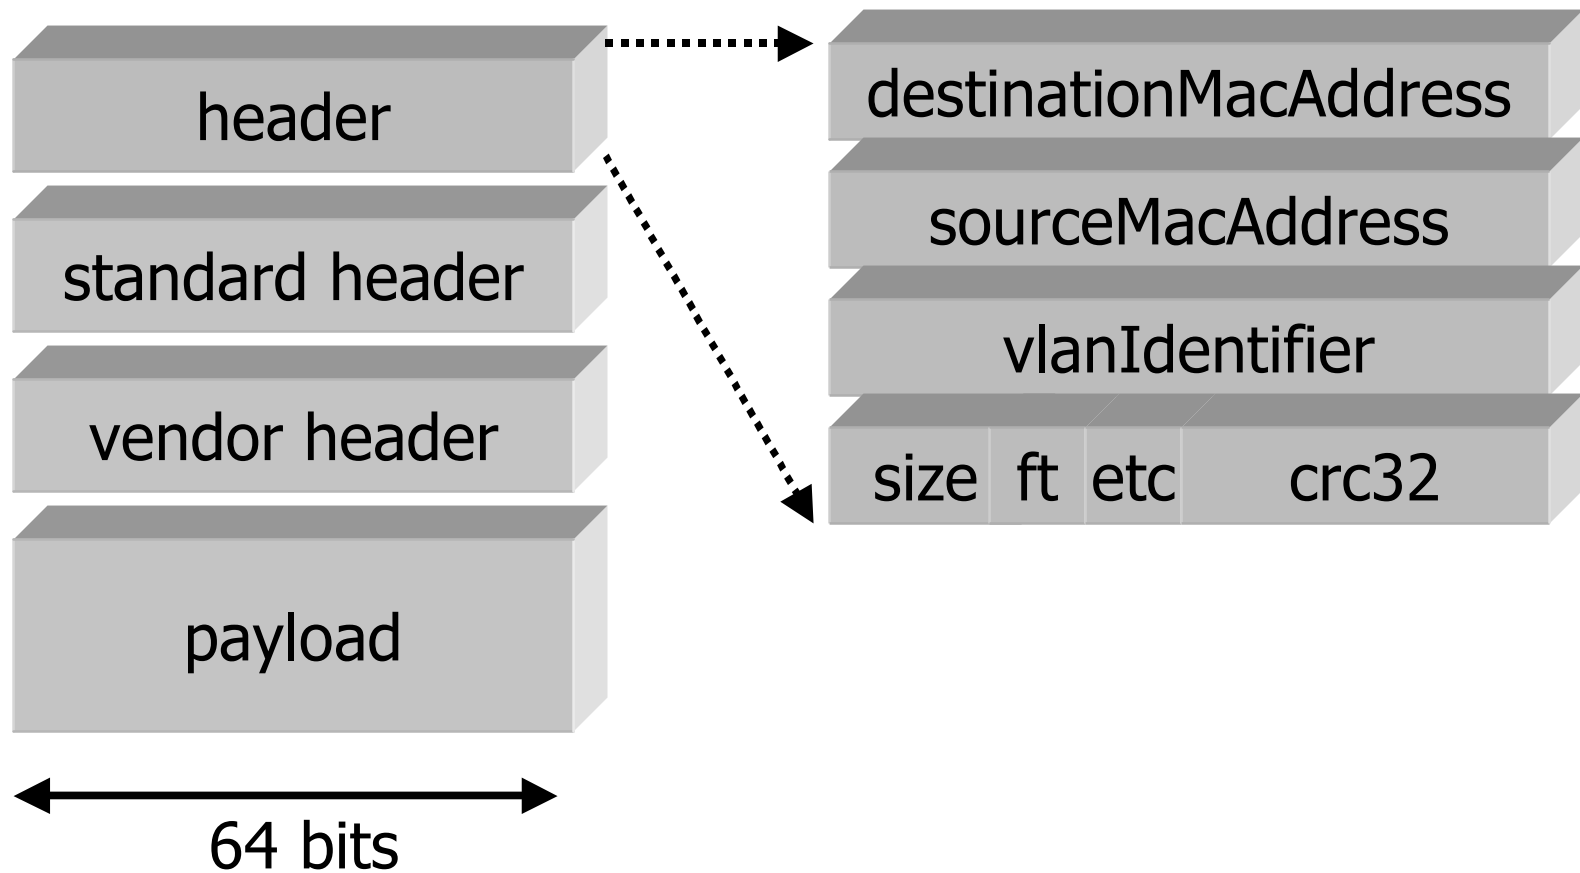 header
standard header
vendor header
payload
64 bits
destinationMacAddress
sourceMacAddress
vlanIdentifier
size ft etc crc32